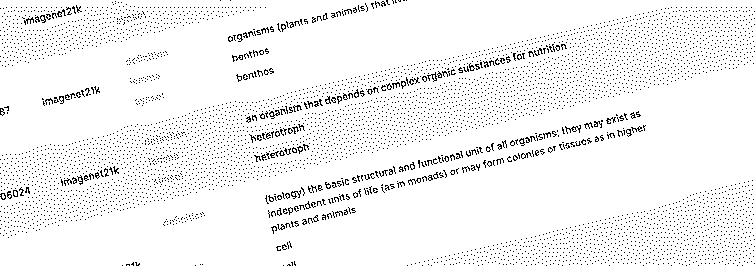 imagenet21k
synset
organisms (plants and animals) that
definition benthos
lemma benthos
87 imagenet21k synset
an organism that depends on complex organic substances for nutrition
definition heterotroph
lemma heterotroph
06024 imagenet21k synset
(biology) the basic structural and functional unit of all organisms; they may exist as
independent units of life (as in monads) or may form colonies or tissues as in higher
definition plants and animals
cell